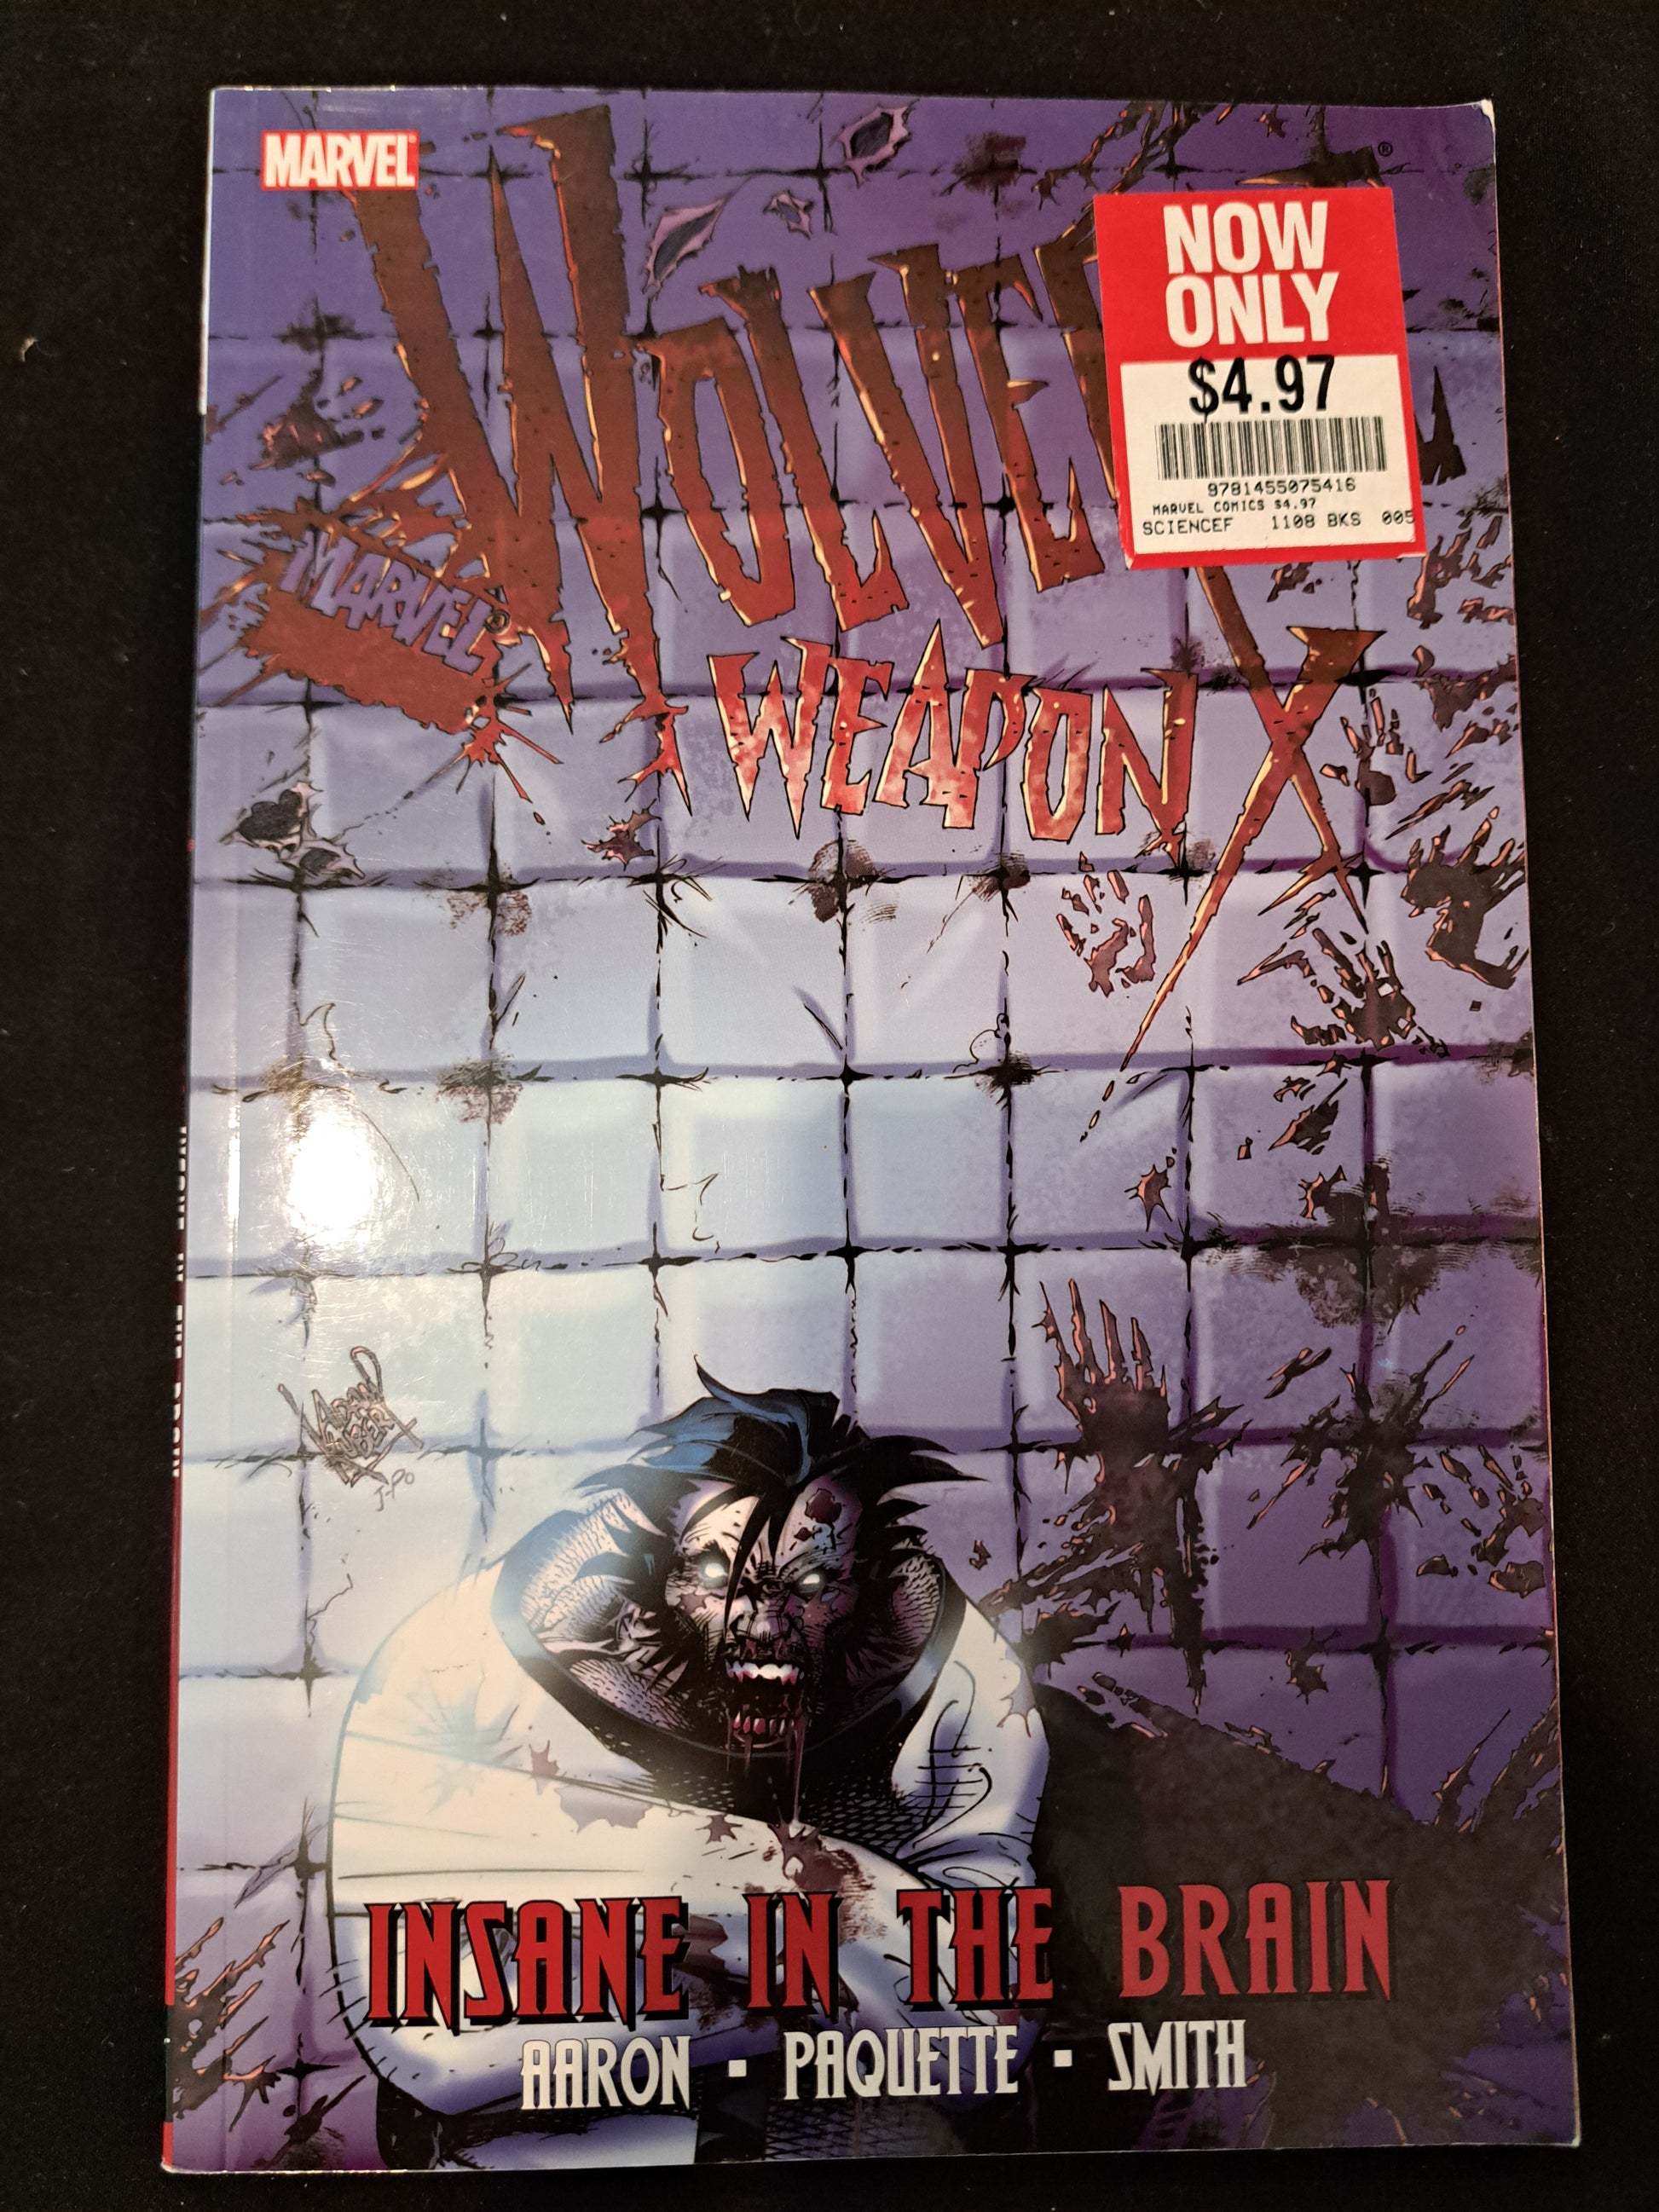 MARVEL
WOLVE
NOW
ONLY
$4.97
9781455075416
MARVEL COMICS $4.97
SCIENCEF 1108 BKS 005
MARVEL
WEAPON X
J-Po
INSANE IN THE BRAIN
AARON · PAQUETTE · SMITH